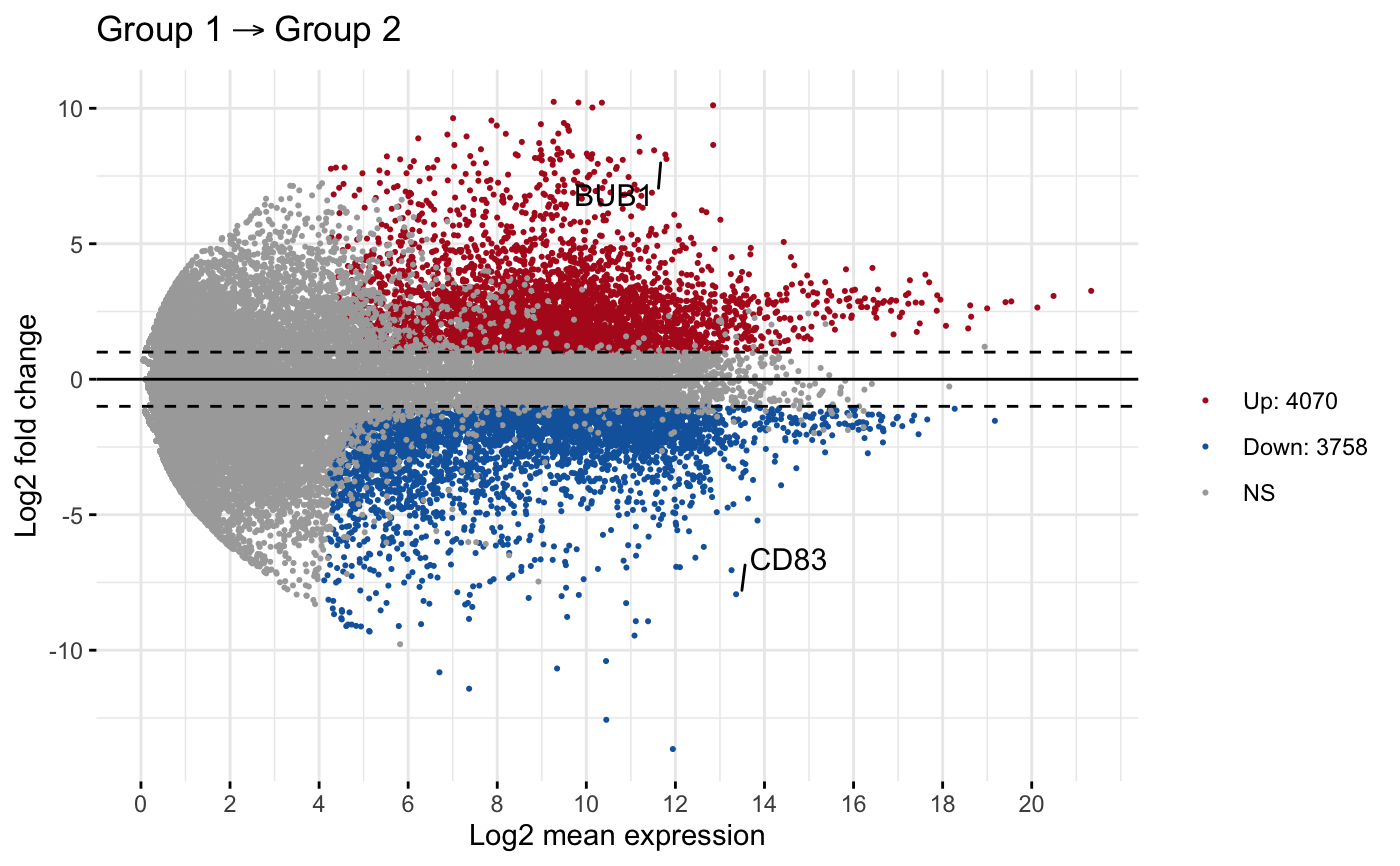 Group 1 → Group 2
10
5
0
-5
-10
Log2 fold change
BUB1
CD83
Up: 4070
Down: 3758
NS
0 2 4 6 8 10 12 14 16 18 20
Log2 mean expression